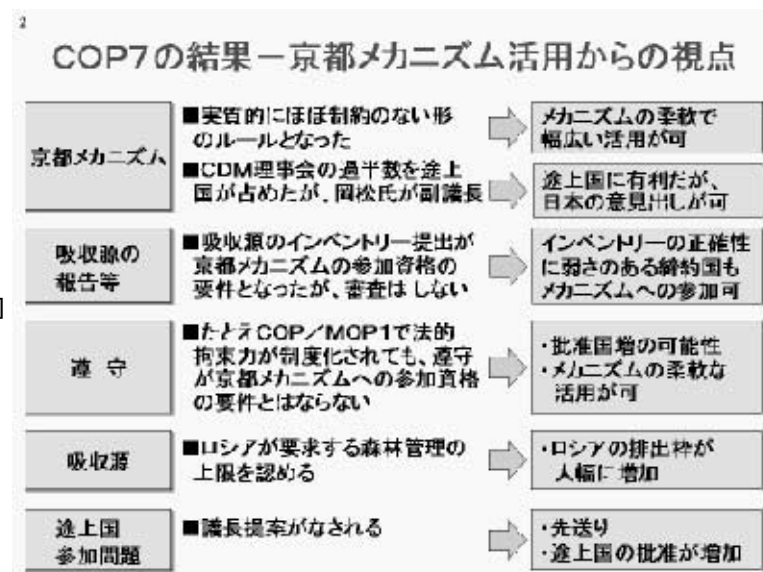 2
COP7の結果－京都メカニズム活用からの視点
京都メカニズム
■実質的にほぼ制約のない形
のルールとなった
メカニズムの柔軟で
幅広い活用が可
■CDM理事会の過半数を途上
国が占めたが、岡松氏が副議長
途上国に有利だが、
日本の意見出しが可
吸収源の
報告等
■吸収源のインベントリー提出が
京都メカニズムの参加資格の
要件となったが、審査はしない
インベントリーの正確性
に弱さのある締約国も
メカニズムへの参加可
]
遵 守
■たとえCOP／MOP1で法的
拘束力が制度化されても、遵守
が京都メカニズムへの参加資格
の要件とはならない
・批准国増の可能性
・メカニズムの柔軟な
活用が可
吸収源
■ロシアが要求する森林管理の
上限を認める
・ロシアの排出枠が
大幅に増加
途上国
参加問題
■議長提案がなされる
・先送り
・途上国の批准が増加